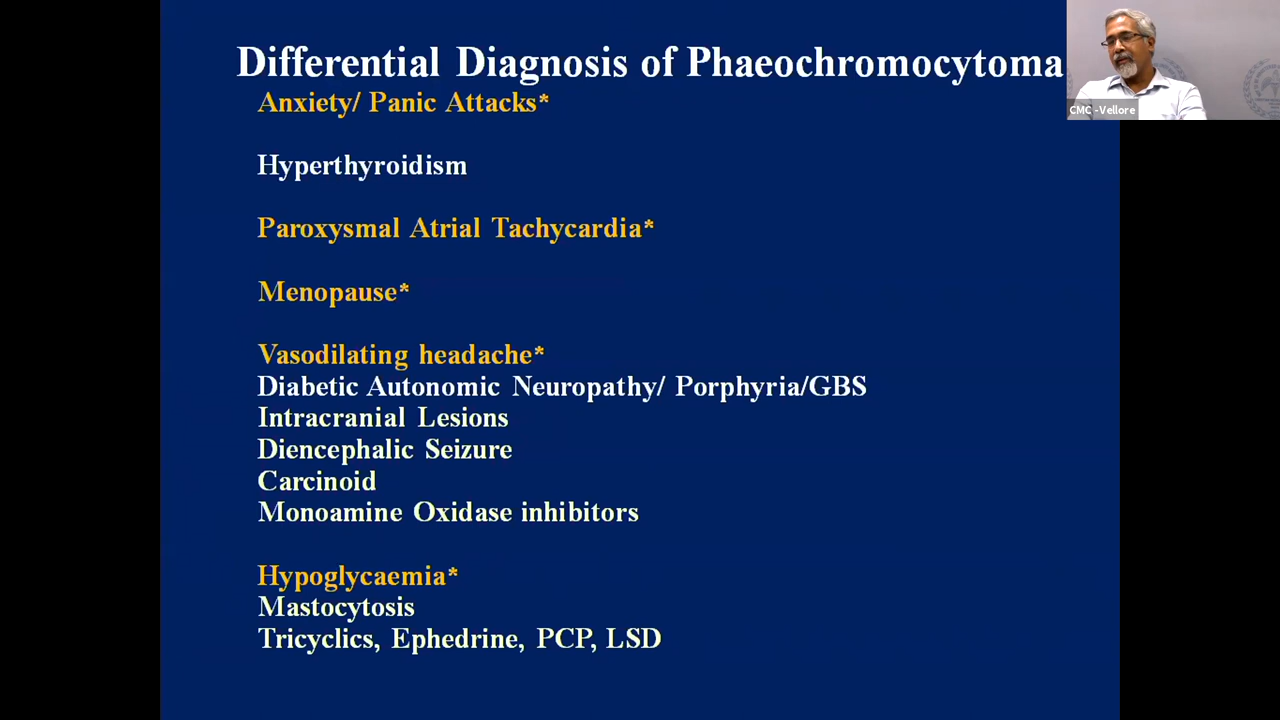 Differential Diagnosis of Phaeochromocytoma
Anxiety/ Panic Attacks*
CMC -Vellore
Hyperthyroidism
Paroxysmal Atrial Tachycardia*
Menopause*
Vasodilating headache*
Diabetic Autonomic Neuropathy/ Porphyria/GBS
Intracranial Lesions
Diencephalic Seizure
Carcinoid
Monoamine Oxidase inhibitors
Hypoglycaemia*
Mastocytosis
Tricyclics, Ephedrine, PCP, LSD